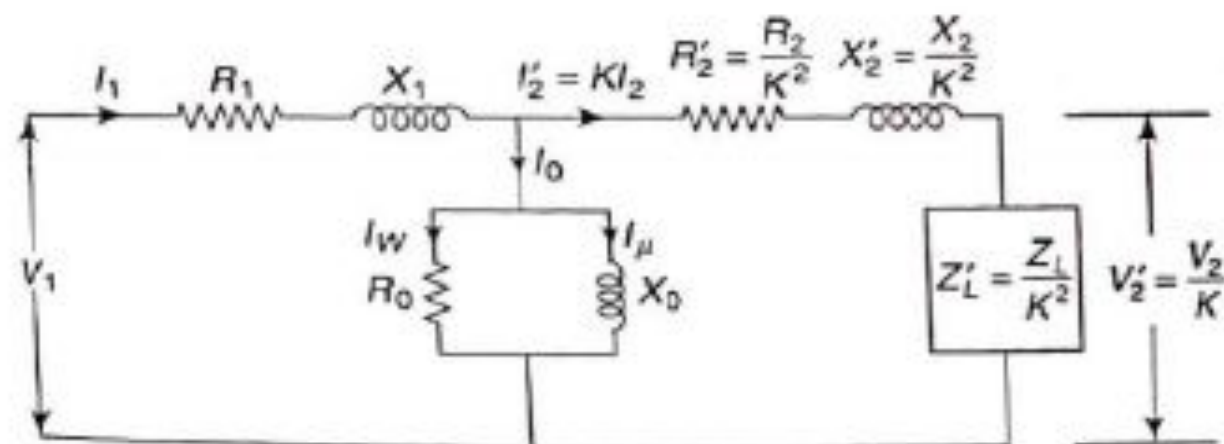 I₁
R₁
X₁
I′₂ = KI₂
R′₂ = R₂/K²
X′₂ = X₂/K²
I₀
V₁
I_W
R₀
I_μ
X₀
Z′_L = Z_L/K²
V′₂ = V₂/K